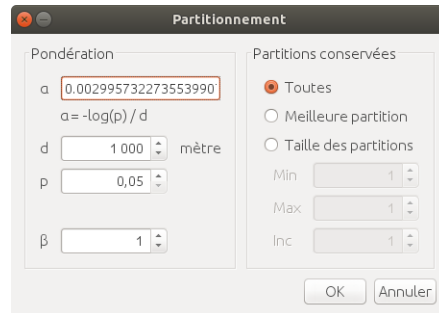 Partitionnement
Pondération
α 0.0029957322735539907
a = -log(p) / d
d 1 000 mètre
p 0,05
β 1
Partitions conservées
Toutes
Meilleure partition
Taille des partitions
Min 1
Max 1
Inc 1
OK Annuler